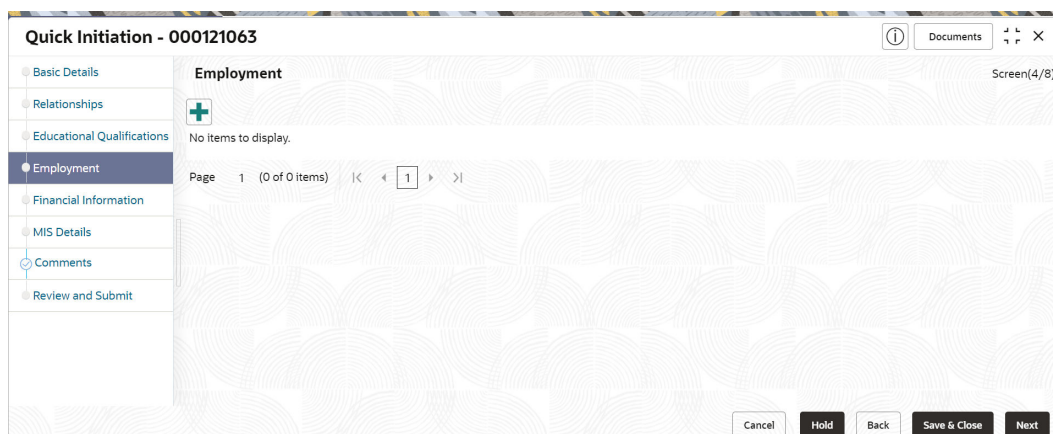 Quick Initiation - 000121063
Documents
Basic Details
Relationships
Educational Qualifications
Employment
Financial Information
MIS Details
Comments
Review and Submit
Employment
Screen(4/8)
No items to display.
Page 1 (0 of 0 items) 1
Cancel Hold Back Save & Close Next